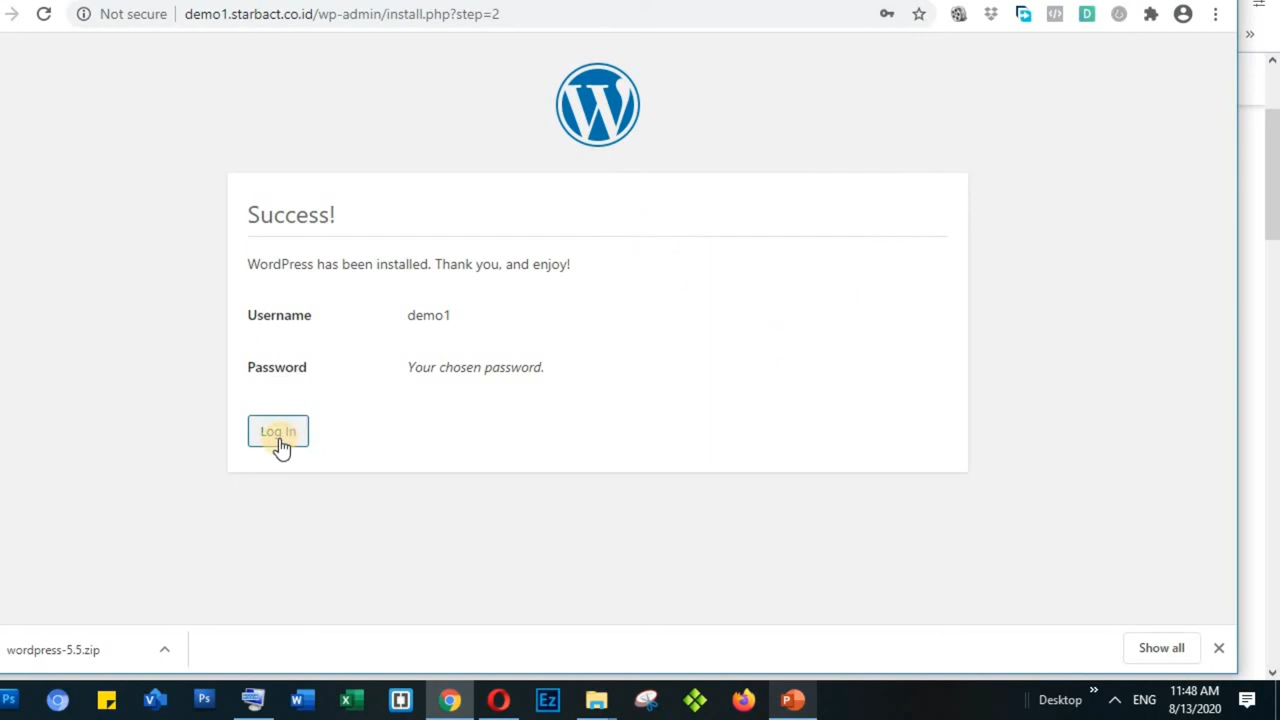 Not secure
demo1.starbact.co.id/wp-admin/install.php?step=2
Success!
WordPress has been installed. Thank you, and enjoy!
Username demo1
Password Your chosen password.
Log In
wordpress-5.5.zip
Show all
Desktop
ENG
11:48 AM
8/13/2020